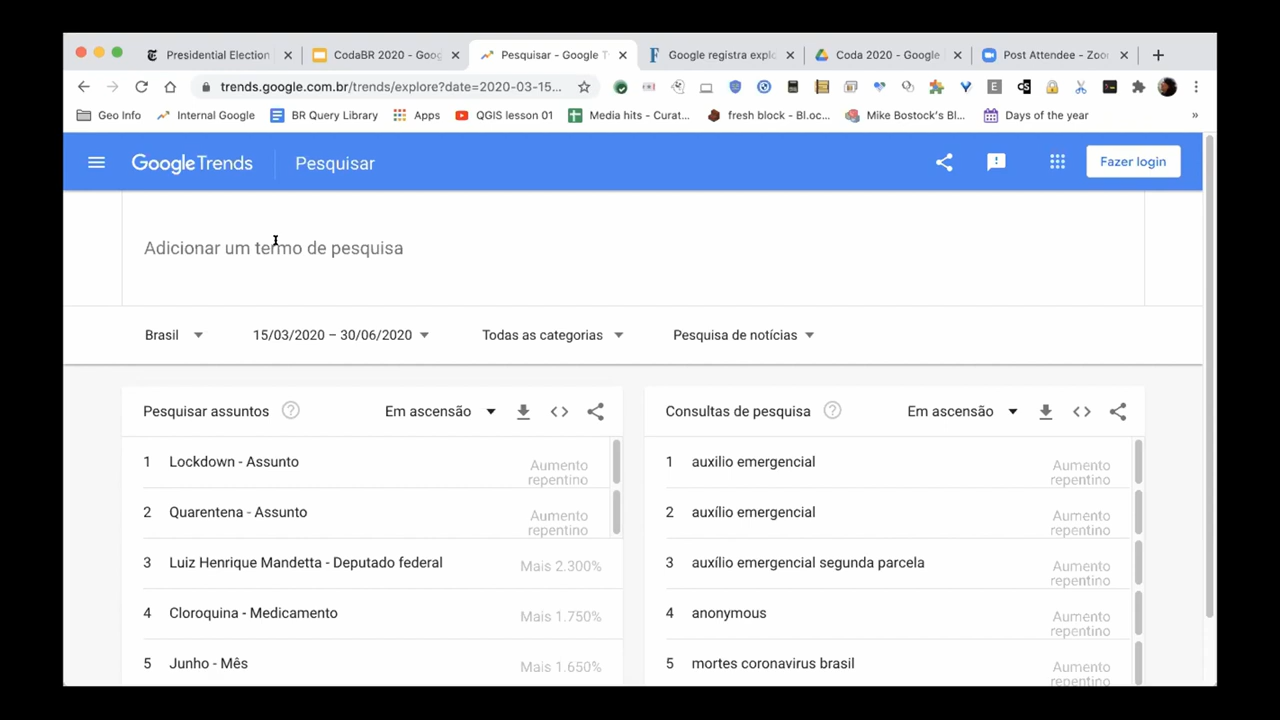 Presidential Election
CodaBR 2020 - Goog
Pesquisar - Google T
Google registra explo
Coda 2020 - Google
Post Attendee - Zoo
trends.google.com.br/trends/explore?date=2020-03-15...
Geo Info
Internal Google
BR Query Library
Apps
QGIS lesson 01
Media hits - Curat...
fresh block - Bl.oc...
Mike Bostock's Bl...
Days of the year
»
Google Trends
Pesquisar
Fazer login
Adicionar um termo de pesquisa
Brasil
15/03/2020 – 30/06/2020
Todas as categorias
Pesquisa de notícias
Pesquisar assuntos
Em ascensão
1 Lockdown - Assunto
Aumento
repentino
2 Quarentena - Assunto
Aumento
repentino
3 Luiz Henrique Mandetta - Deputado federal
Mais 2.300%
4 Cloroquina - Medicamento
Mais 1.750%
5 Junho - Mês
Mais 1.650%
Consultas de pesquisa
Em ascensão
1 auxilio emergencial
Aumento
repentino
2 auxílio emergencial
Aumento
repentino
3 auxílio emergencial segunda parcela
Aumento
repentino
4 anonymous
Aumento
repentino
5 mortes coronavirus brasil
Aumento
repentino